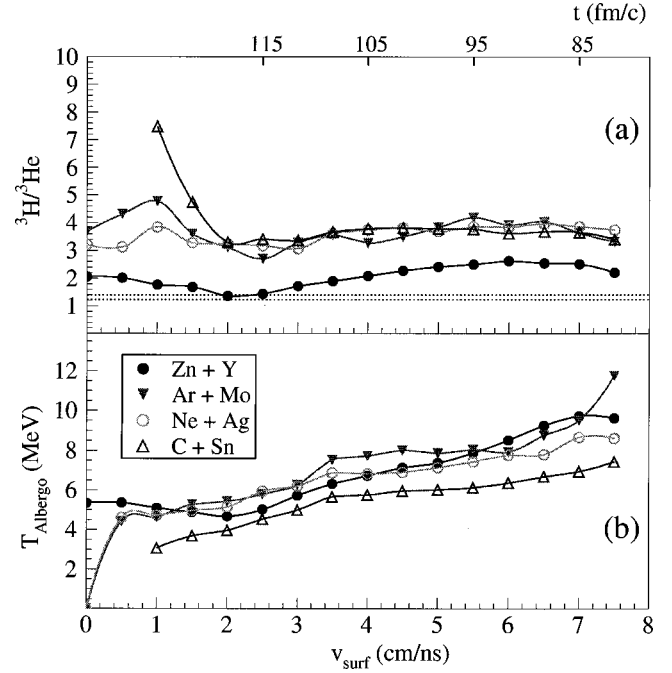 t (fm/c)
115 105 95 85
10
9
8
7
6
5
4
3
2
1
³H/³He
(a)
Zn + Y
Ar + Mo
Ne + Ag
C + Sn
12
10
8
6
4
2
T_Albergo (MeV)
(b)
0 1 2 3 4 5 6 7 8
v_surf (cm/ns)